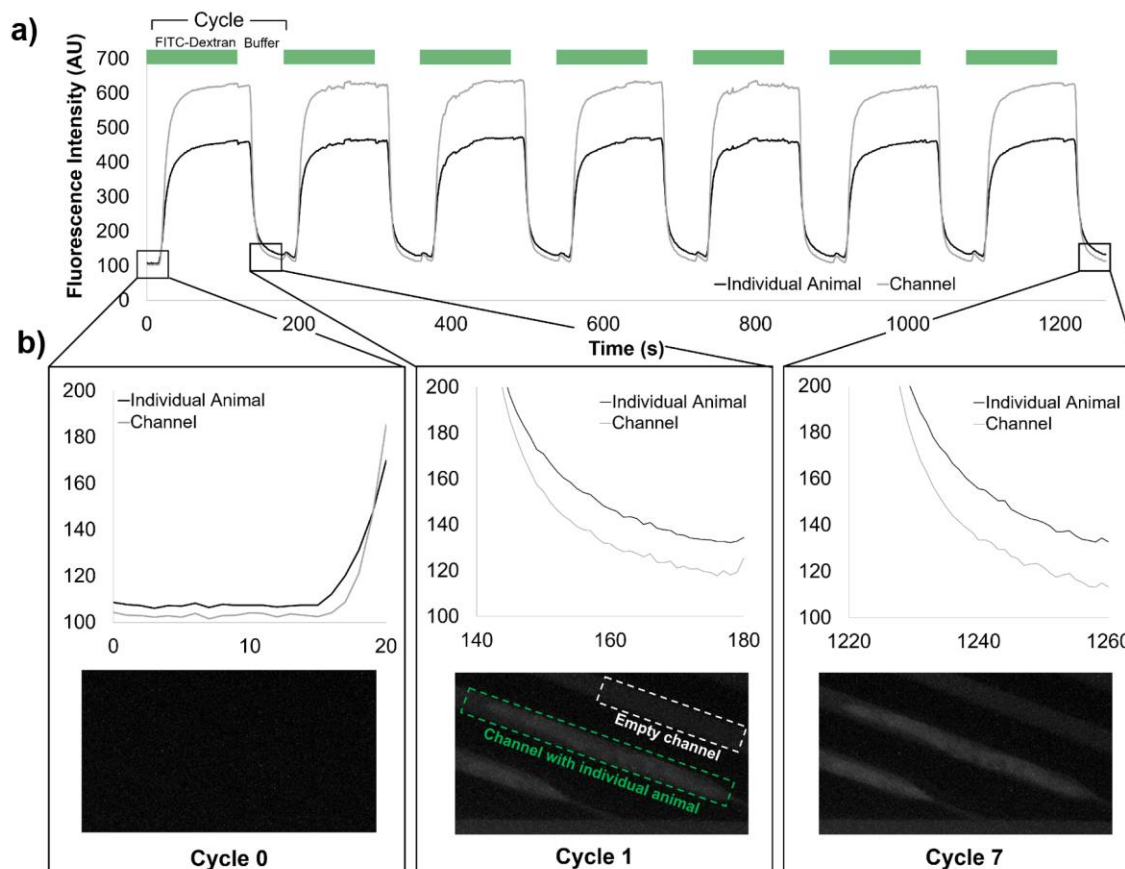 a)
Cycle
FITC-Dextran Buffer
Fluorescence Intensity (AU)
700
600
500
400
300
200
100
0
Individual Animal Channel
0 200 400 600 800 1000 1200
Time (s)
b)
200
180
160
140
120
100
Individual Animal
Channel
0 10 20
Cycle 0
200
180
160
140
120
100
Individual Animal
Channel
140 160 180
Empty channel
Channel with individual animal
Cycle 1
200
180
160
140
120
100
Individual Animal
Channel
1220 1240 1260
Cycle 7